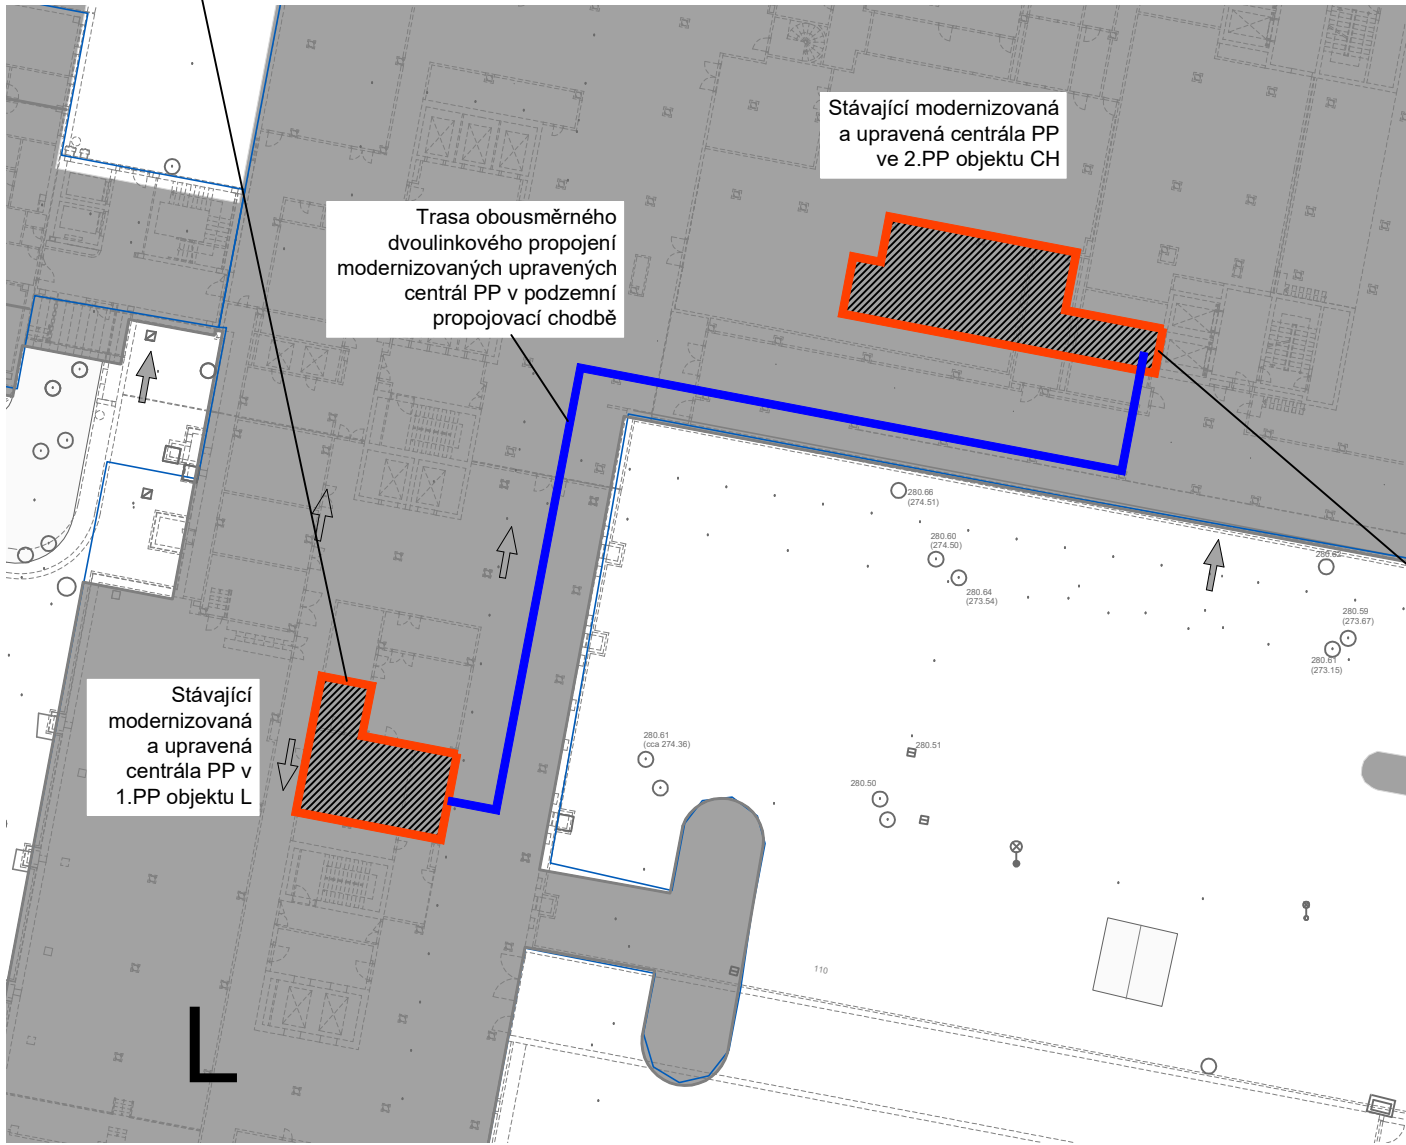 Stávající modernizovaná
a upravená centrála PP
ve 2.PP objektu CH
Trasa obousměrného
dvoulinkového propojení
modernizovaných upravených
centrál PP v podzemní
propojovací chodbě
280.66
(274.51)
280.60
(274.50)
280.64
(273.54)
280.59
(273.67)
280.61
(273.15)
Stávající
modernizovaná
a upravená
centrála PP v
1.PP objektu L
280.61
(cca 274.36)
280.51
280.50
110
L